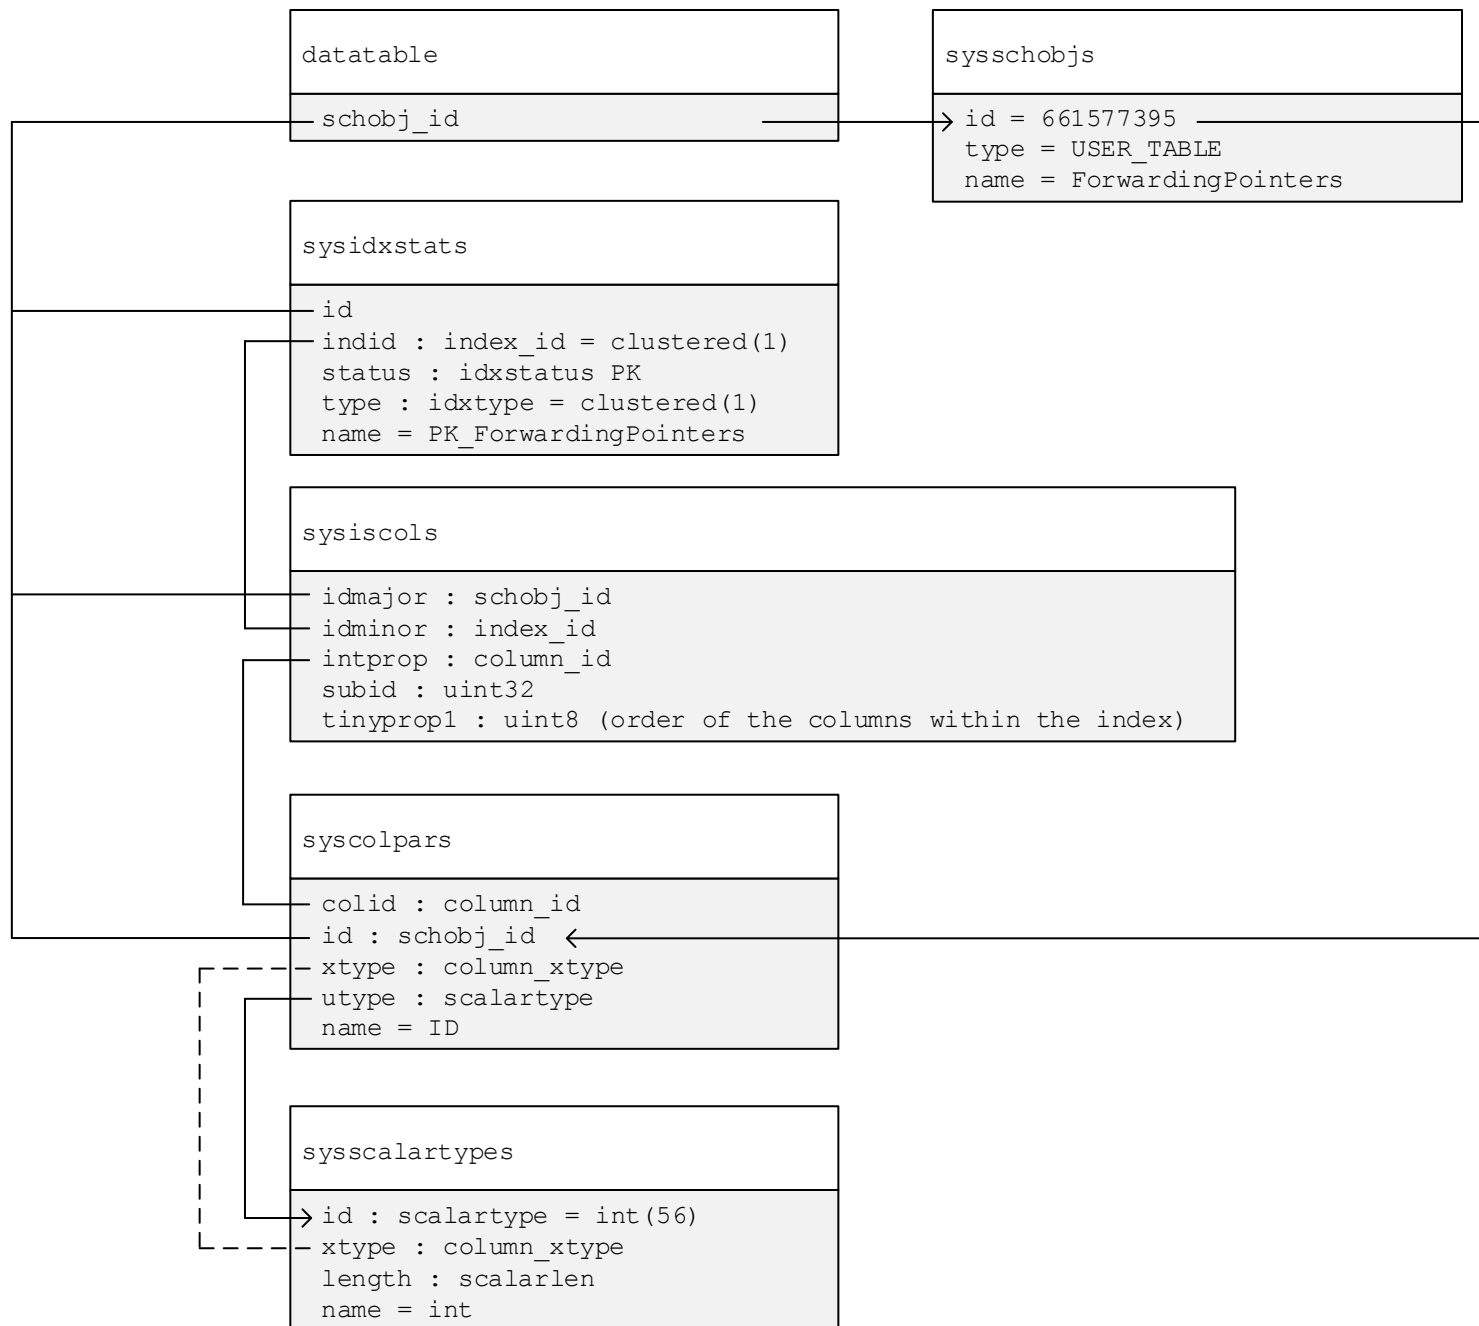 datatable
schobj_id
sysschobjs
id = 661577395
type = USER_TABLE
name = ForwardingPointers
sysidxstats
id
indid : index_id = clustered(1)
status : idxstatus PK
type : idxtype = clustered(1)
name = PK_ForwardingPointers
sysiscols
idmajor : schobj_id
idminor : index_id
intprop : column_id
subid : uint32
tinyprop1 : uint8 (order of the columns within the index)
syscolpars
colid : column_id
id : schobj_id
xtype : column_xtype
utype : scalartype
name = ID
sysscalartypes
id : scalartype = int(56)
xtype : column_xtype
length : scalarlen
name = int